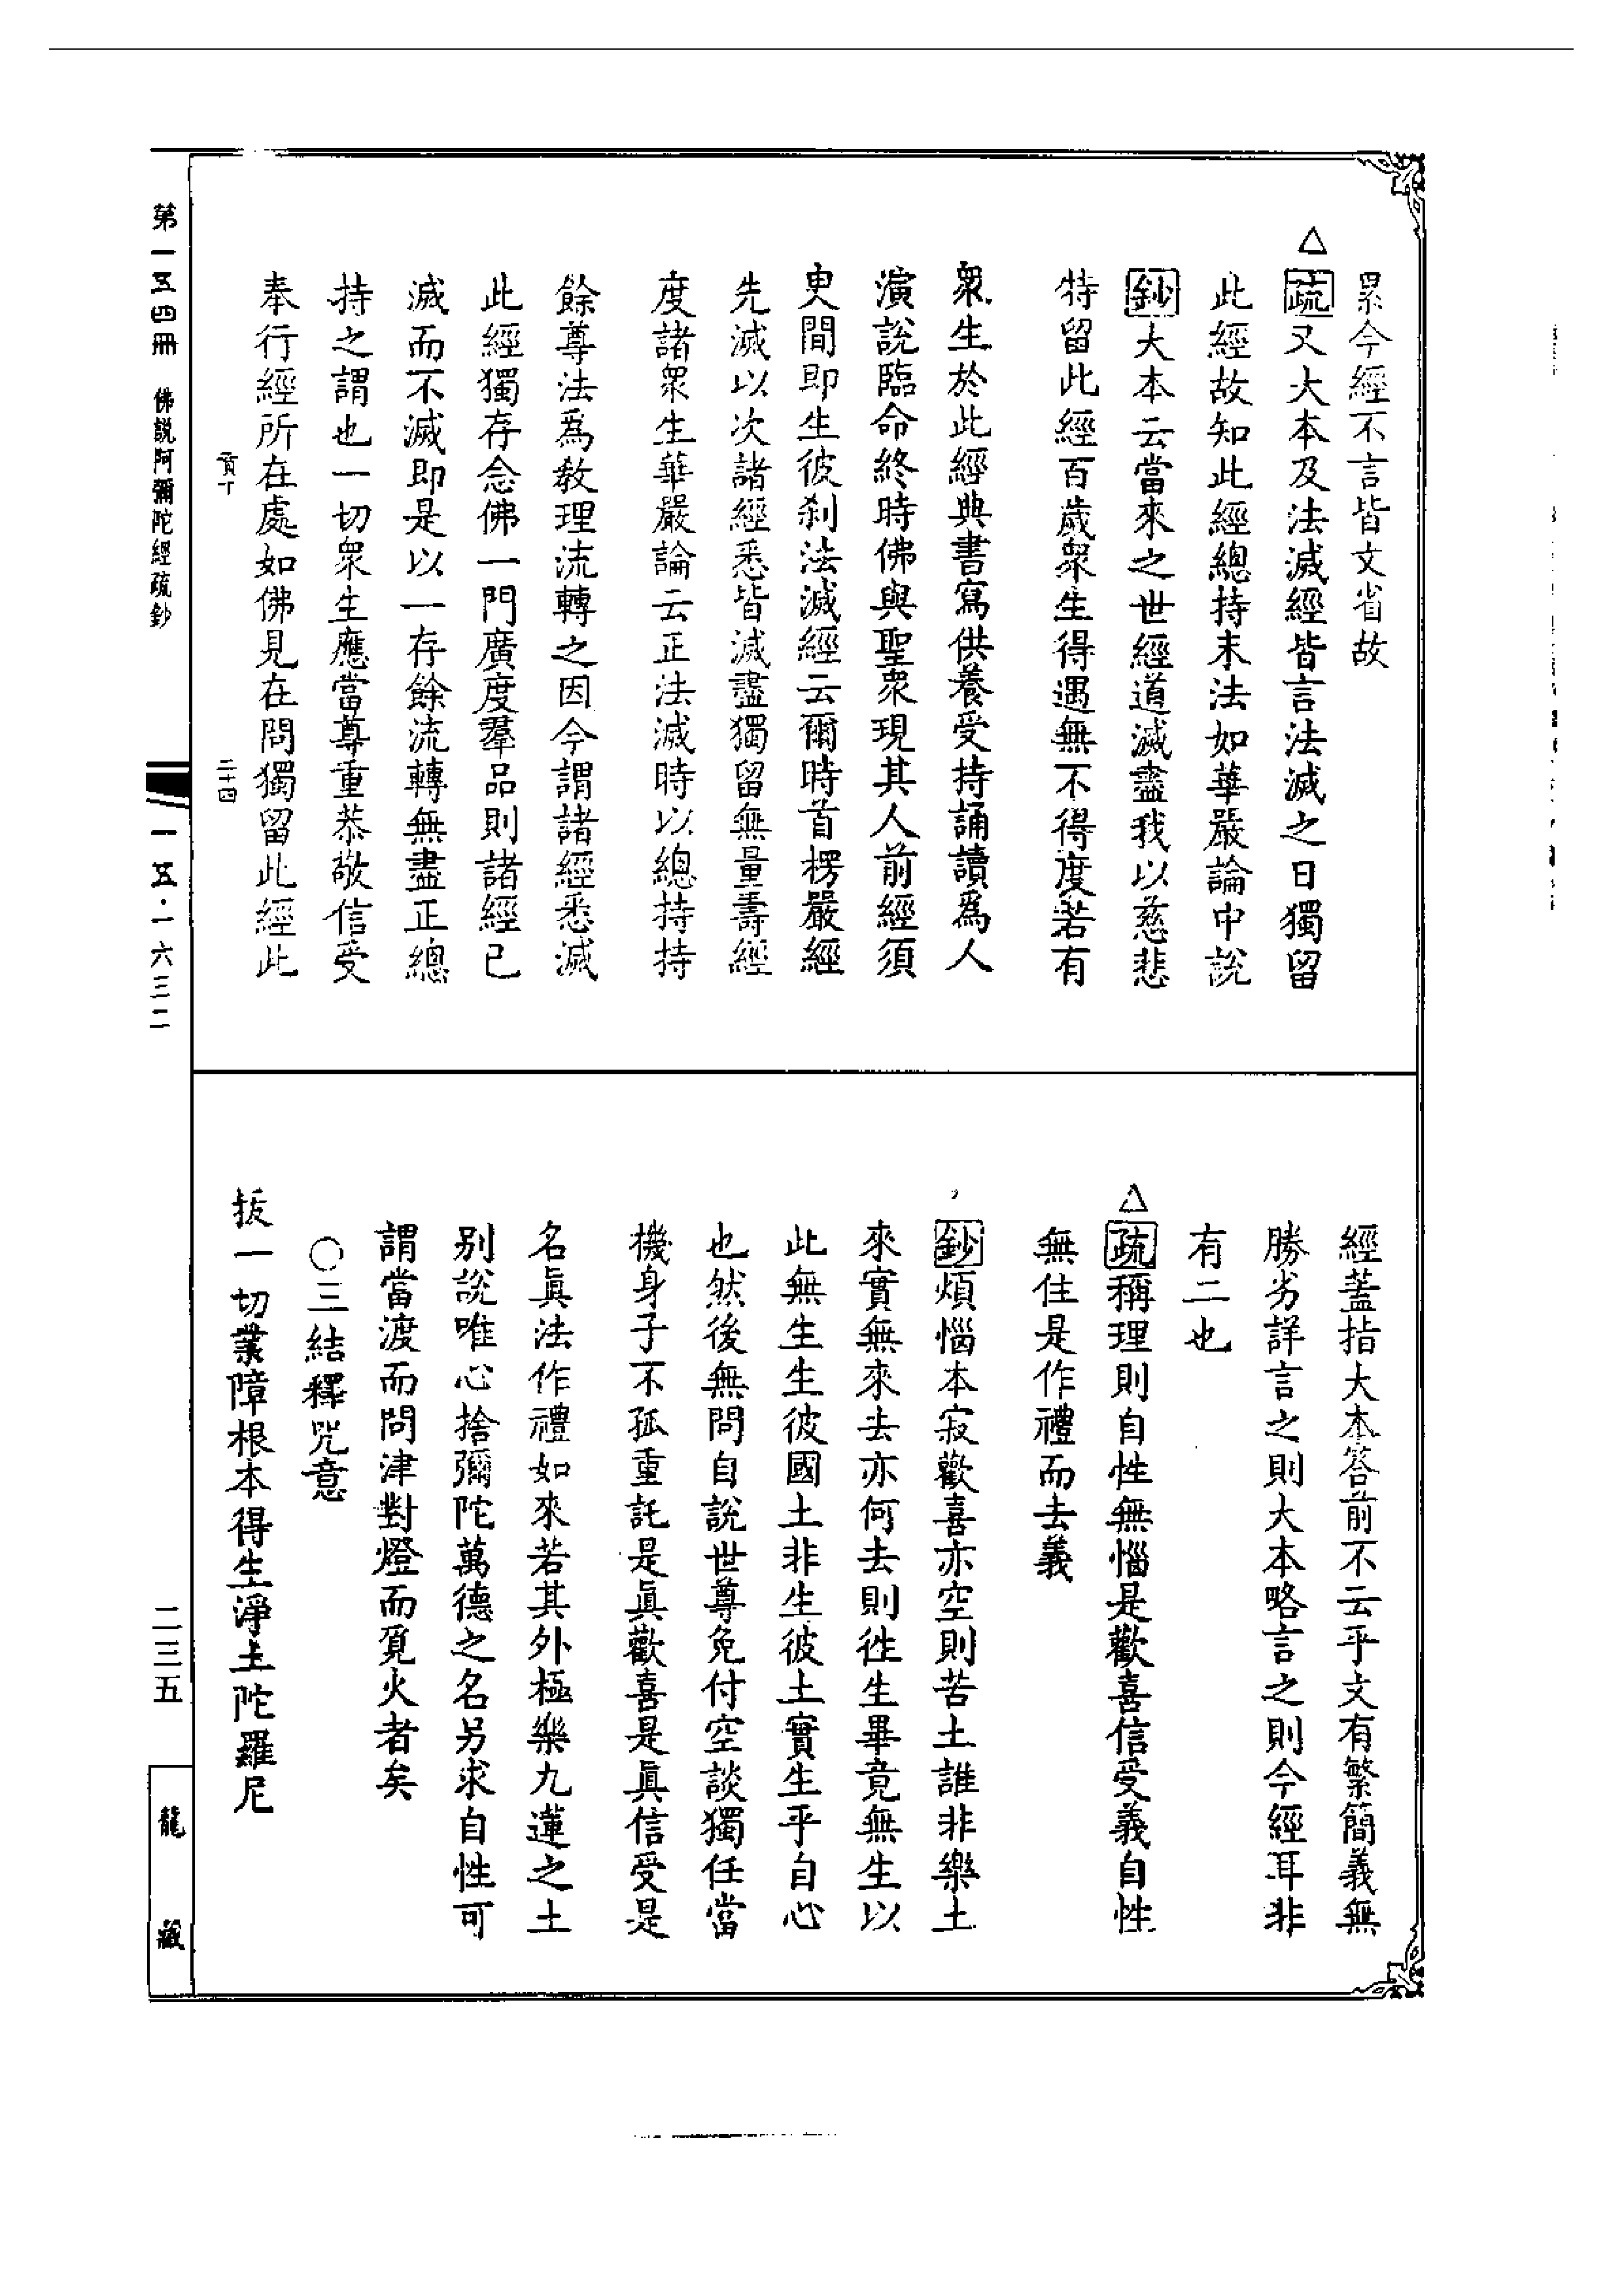 累今經不言皆文省故
△疏又大本及法滅經皆言法滅之日獨留
此經故知此經總持末法如華嚴論中說
鈔大本云當來之世經道滅盡我以慈悲
特留此經百歲衆生得遇無不得度若有
衆生於此經典書寫供養受持誦讀爲人
演說臨命終時佛與聖衆現其人前經須
臾間即生彼刹法滅經云爾時首楞嚴經
先滅以次諸經悉皆滅盡獨留無量壽經
度諸衆生華嚴論云正法滅時以總持持
餘尊法爲教理流轉之因今謂諸經悉滅
此經獨存念佛一門廣度羣品則諸經已
滅而不滅即是以一存餘流轉無盡正總
持之謂也一切衆生應當尊重恭敬信受
奉行經所在處如佛見在問獨留此經此
經蓋指大本答前不云乎文有繁簡義無
勝劣詳言之則大本略言之則今經耳非
有二也
△疏稱理則自性無惱是歡喜信受義自性
無住是作禮而去義
鈔煩惱本寂歡喜亦空則苦土誰非樂土
來實無來去亦何去則徃生畢竟無生以
此無生生彼國土非生彼土實生乎自心
也然後無問自說世尊免付空談獨任當
機身子不孤重託是眞歡喜是眞信受是
名眞法作禮如來若其外極樂九蓮之土
别說唯心捨彌陀萬德之名另求自性可
謂當渡而問津對燈而覓火者矣
○三結釋咒意
拔一切業障根本得生淨土陀羅尼
第一五四冊 佛説阿彌陀經疏鈔
二十四
一五·一六三二
二三五
龍藏